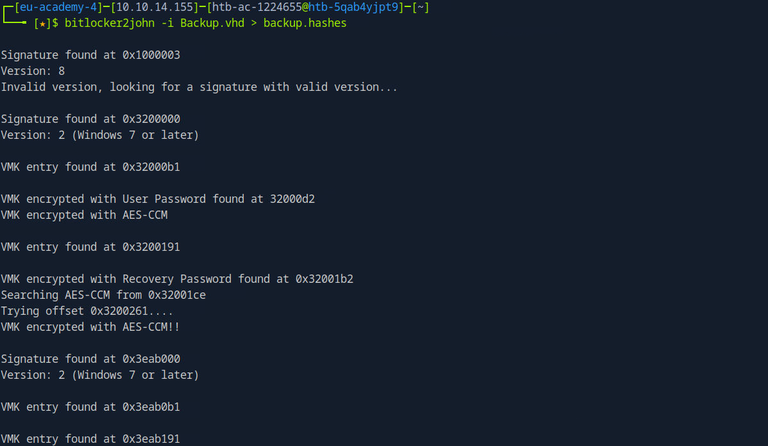 ┌─[eu-academy-4]─[10.10.14.155]─[htb-ac-1224655@htb-5qab4yjpt9]─[~]
└──╼ [★]$ bitlocker2john -i Backup.vhd > backup.hashes
Signature found at 0x1000003
Version: 8
Invalid version, looking for a signature with valid version...
Signature found at 0x3200000
Version: 2 (Windows 7 or later)
VMK entry found at 0x32000b1
VMK encrypted with User Password found at 32000d2
VMK encrypted with AES-CCM
VMK entry found at 0x3200191
VMK encrypted with Recovery Password found at 0x32001b2
Searching AES-CCM from 0x32001ce
Trying offset 0x3200261....
VMK encrypted with AES-CCM!!
Signature found at 0x3eab000
Version: 2 (Windows 7 or later)
VMK entry found at 0x3eab0b1
VMK entry found at 0x3eab191